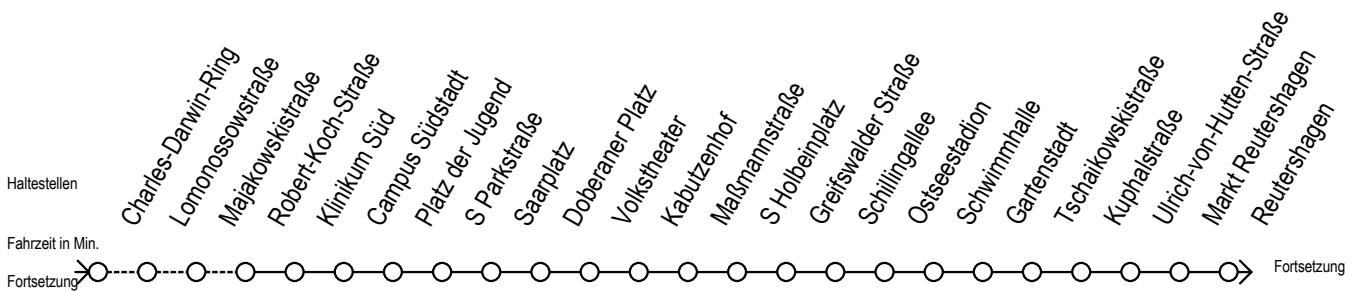 Haltestellen
Charles-Darwin-Ring
Lomonossowstraße
Majakowskistraße
Robert-Koch-Straße
Klinikum Süd
Campus Südstadt
Platz der Jugend
S Parkstraße
Saarplatz
Doberaner Platz
Volkstheater
Kabutzenhof
Maßmannstraße
S Holbeinplatz
Greifswalder Straße
Schillingallee
Ostseestadion
Schwimmhalle
Gartenstadt
Tschaikowskistraße
Kuphalstraße
Ulrich-von-Hutten-Straße
Markt Reutershagen
Reutershagen
Fahrzeit in Min.
Fortsetzung
Fortsetzung